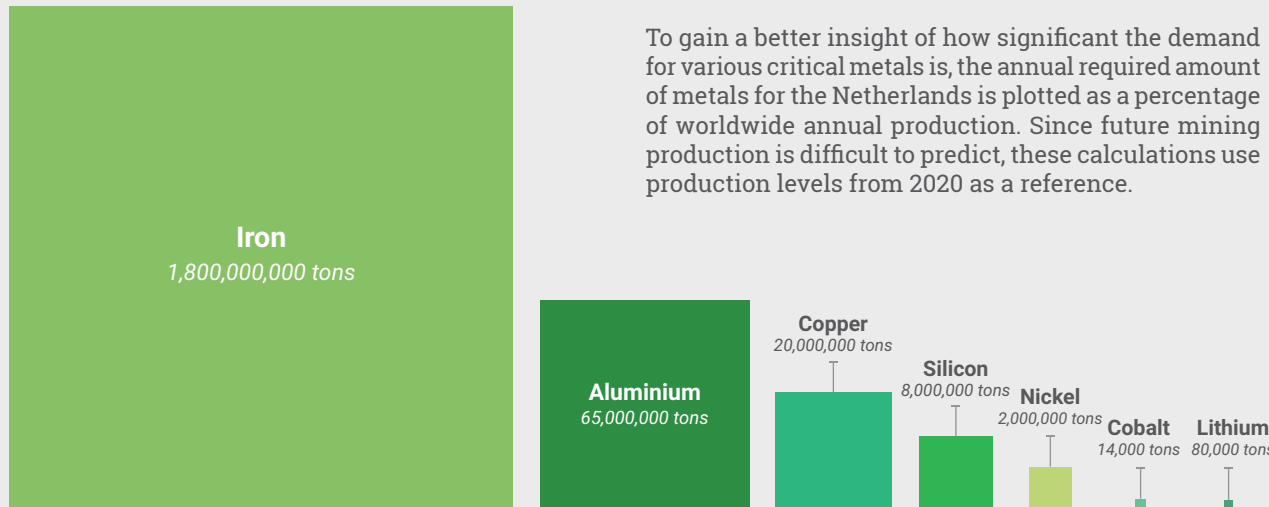 To gain a better insight of how significant the demand
for various critical metals is, the annual required amount
of metals for the Netherlands is plotted as a percentage
of worldwide annual production. Since future mining
production is difficult to predict, these calculations use
production levels from 2020 as a reference.
Iron
1,800,000,000 tons
Aluminium
65,000,000 tons
Copper
20,000,000 tons
Silicon
8,000,000 tons
Nickel
2,000,000 tons
Cobalt
14,000 tons
Lithium
80,000 tons